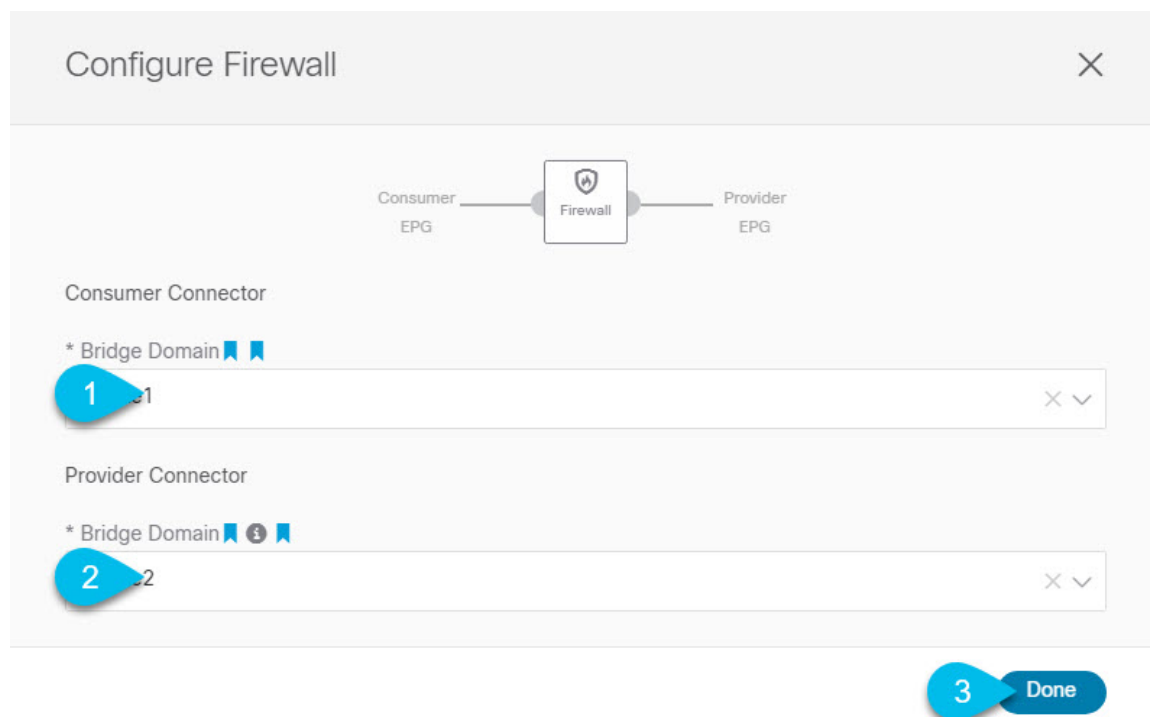 Configure Firewall
Consumer
EPG
Firewall
Provider
EPG
Consumer Connector
* Bridge Domain
1
Provider Connector
* Bridge Domain
2
3
Done